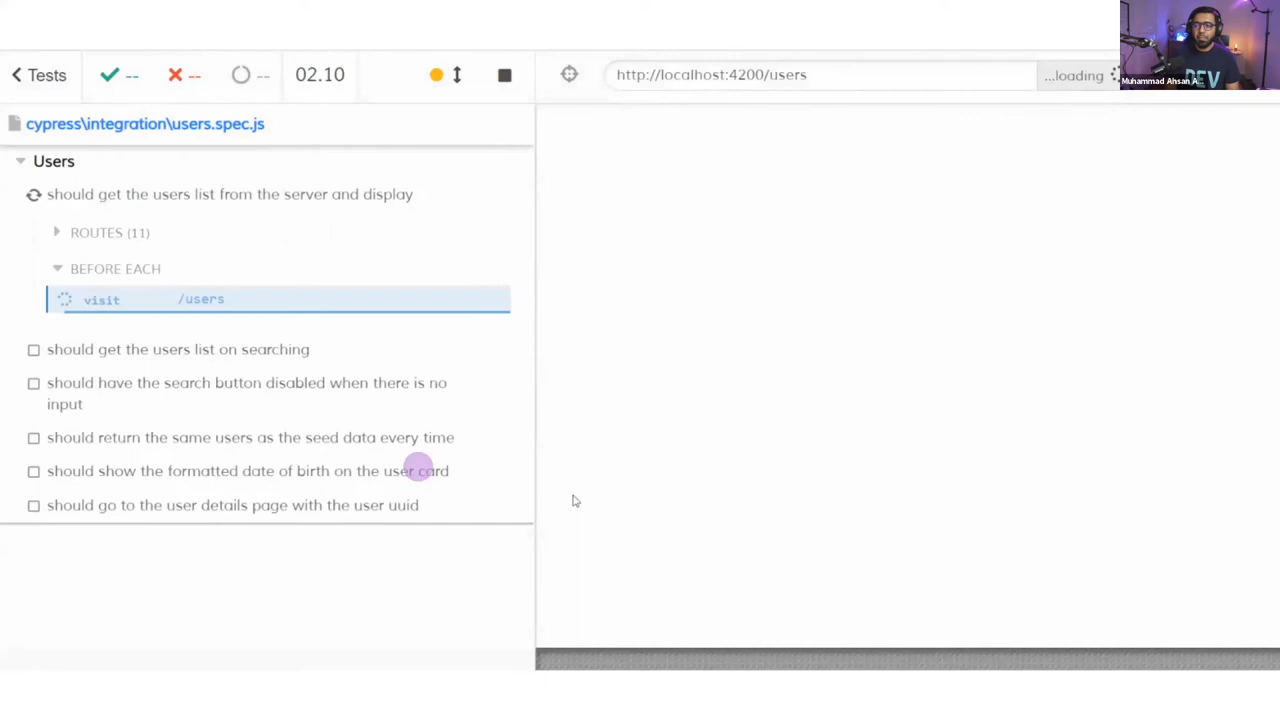 Tests
--
--
--
02.10
http://localhost:4200/users
...loading
DEV
Muhammad Ahsan A...
cypress\integration\users.spec.js
Users
should get the users list from the server and display
ROUTES (11)
BEFORE EACH
visit /users
should get the users list on searching
should have the search button disabled when there is no
input
should return the same users as the seed data every time
should show the formatted date of birth on the user card
should go to the user details page with the user uuid